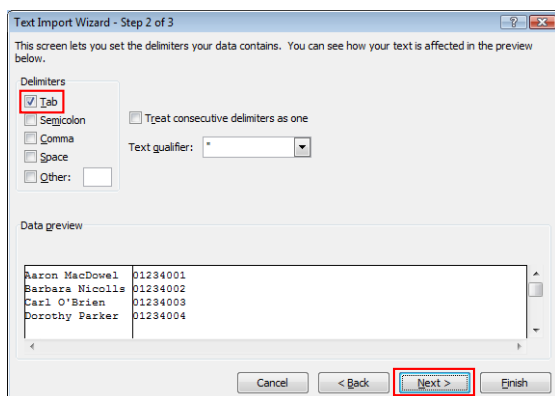 Text Import Wizard - Step 2 of 3
This screen lets you set the delimiters your data contains. You can see how your text is affected in the preview
below.
Delimiters
Tab
Semicolon
Comma
Space
Other:
Treat consecutive delimiters as one
Text qualifier: "
Data preview
Aaron MacDowel 01234001
Barbara Nicolls 01234002
Carl O'Brien 01234003
Dorothy Parker 01234004
Cancel < Back Next > Finish